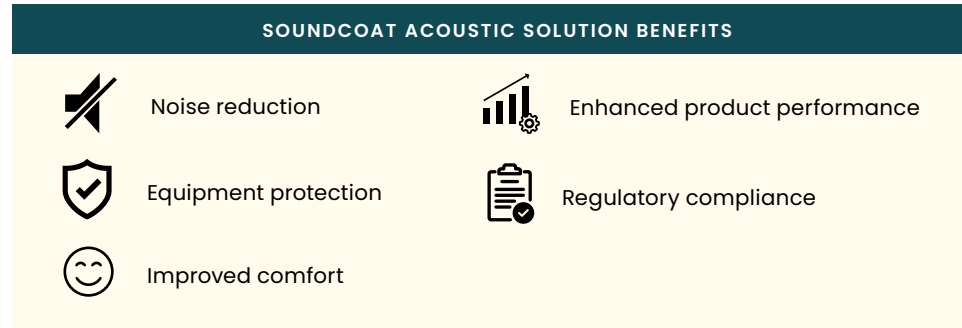 SOUNDCOAT ACOUSTIC SOLUTION BENEFITS
Noise reduction
Equipment protection
Improved comfort
Enhanced product performance
Regulatory compliance